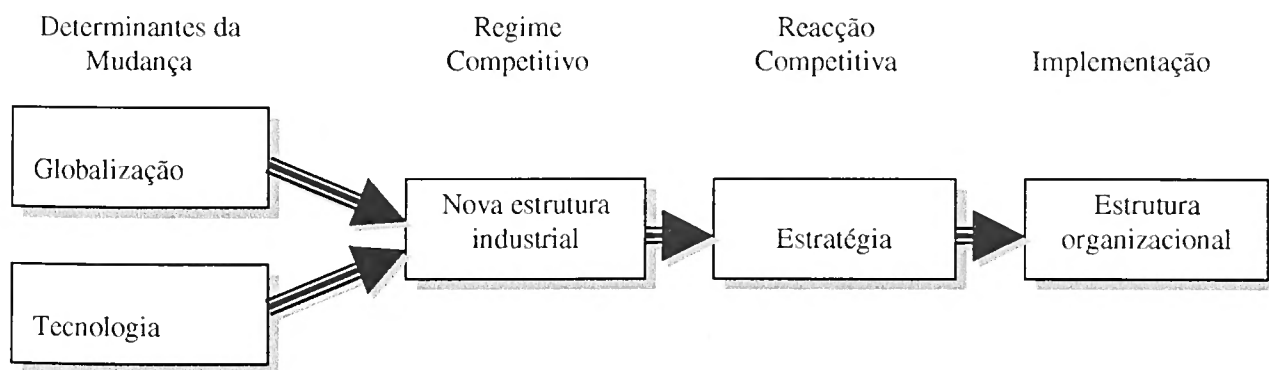 Determinantes da
Mudança
Regime
Competitivo
Reacção
Competitiva
Implementação
Globalização
Tecnologia
Nova estrutura
industrial
Estratégia
Estrutura
organizacional